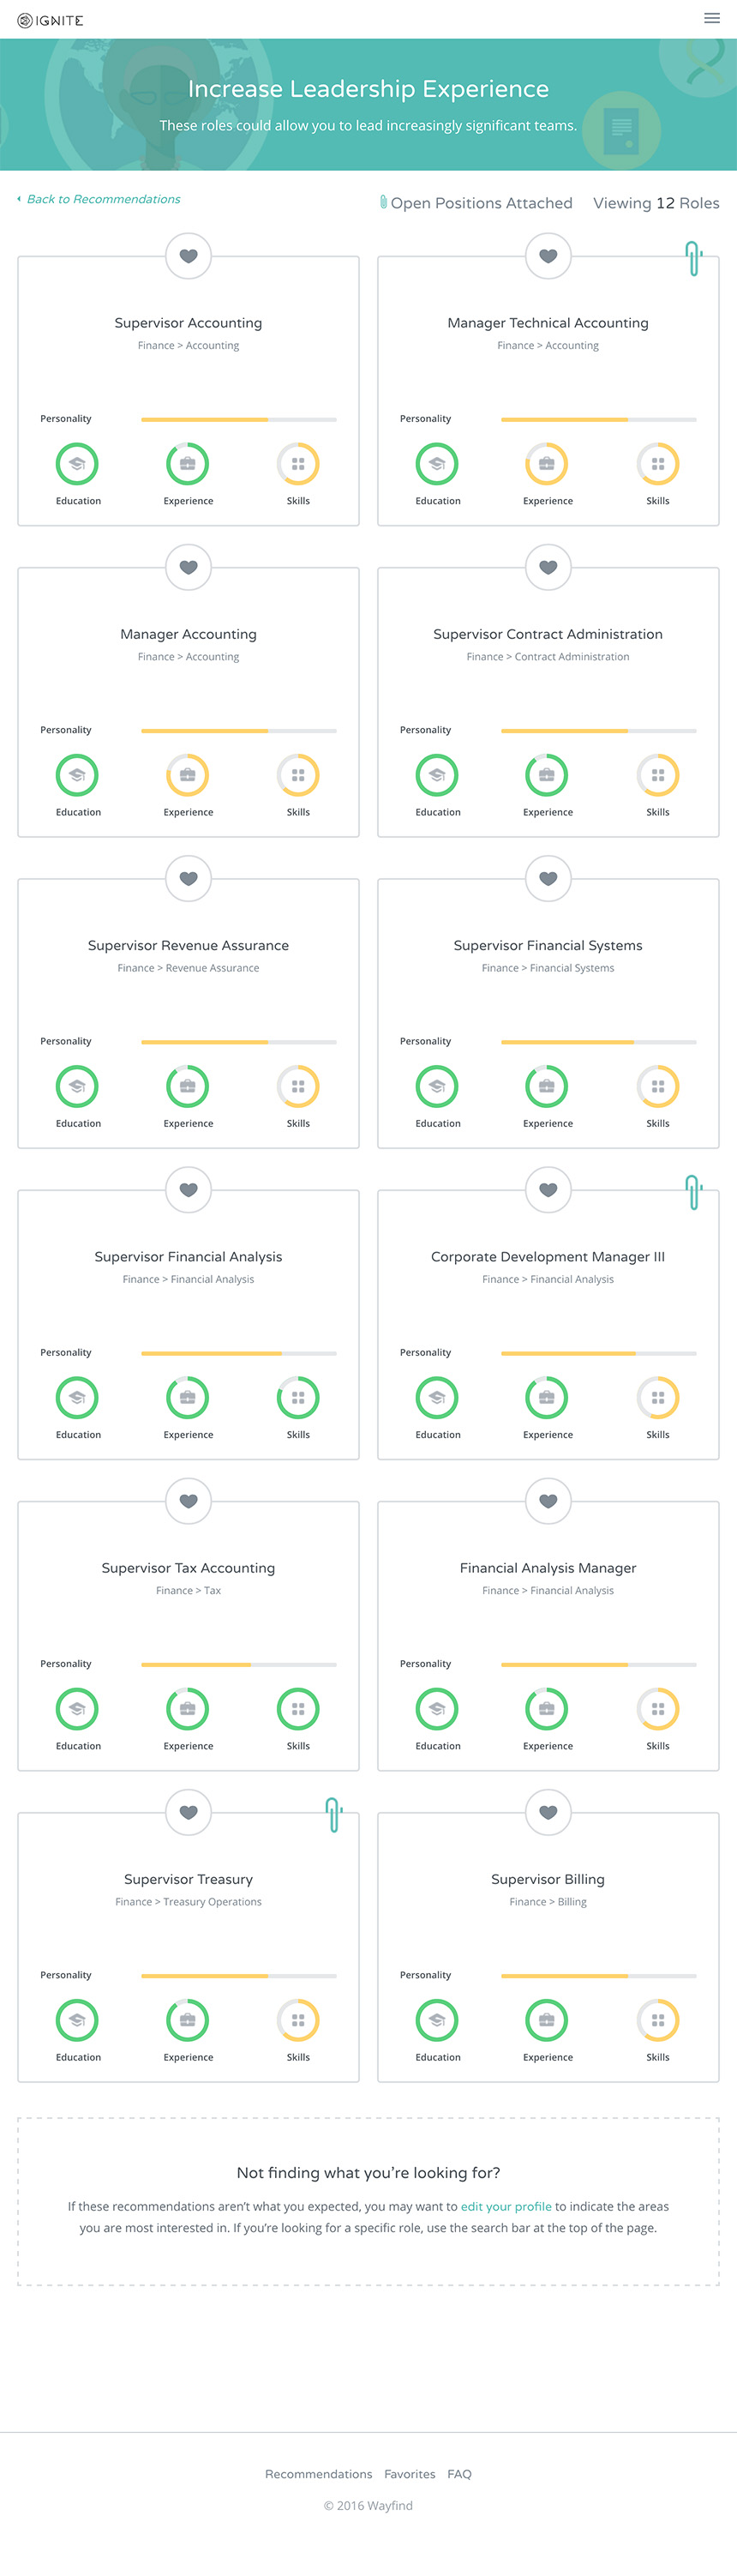 IGNITE
Increase Leadership Experience
These roles could allow you to lead increasingly significant teams.
Back to Recommendations
Open Positions Attached
Viewing 12 Roles
Supervisor Accounting
Finance > Accounting
Personality
Education
Experience
Skills
Manager Technical Accounting
Finance > Accounting
Personality
Education
Experience
Skills
Manager Accounting
Finance > Accounting
Personality
Education
Experience
Skills
Supervisor Contract Administration
Finance > Contract Administration
Personality
Education
Experience
Skills
Supervisor Revenue Assurance
Finance > Revenue Assurance
Personality
Education
Experience
Skills
Supervisor Financial Systems
Finance > Financial Systems
Personality
Education
Experience
Skills
Supervisor Financial Analysis
Finance > Financial Analysis
Personality
Education
Experience
Skills
Corporate Development Manager III
Finance > Financial Analysis
Personality
Education
Experience
Skills
Supervisor Tax Accounting
Finance > Tax
Personality
Education
Experience
Skills
Financial Analysis Manager
Finance > Financial Analysis
Personality
Education
Experience
Skills
Supervisor Treasury
Finance > Treasury Operations
Personality
Education
Experience
Skills
Supervisor Billing
Finance > Billing
Personality
Education
Experience
Skills
Not finding what you're looking for?
If these recommendations aren't what you expected, you may want to edit your profile to indicate the areas
you are most interested in. If you're looking for a specific role, use the search bar at the top of the page.
Recommendations Favorites FAQ
© 2016 Wayfind